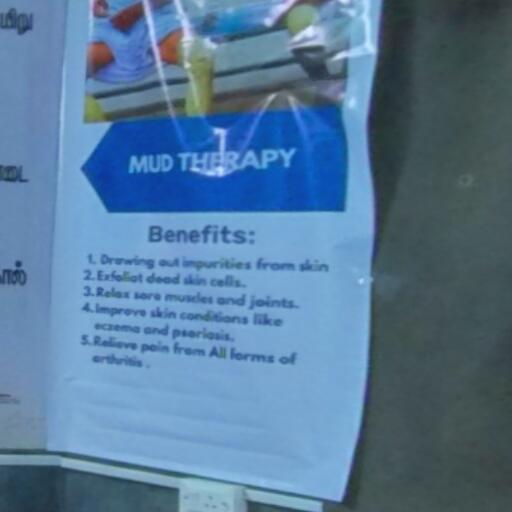 MUD THERAPY
Benefits:
1. Drawing out impurities from skin
2. Exfoliat dead skin cells.
3. Relax sore muscles and joints.
4. Improve skin conditions like
eczema and psoriasis.
5. Relieve pain from All forms of
arthritis .